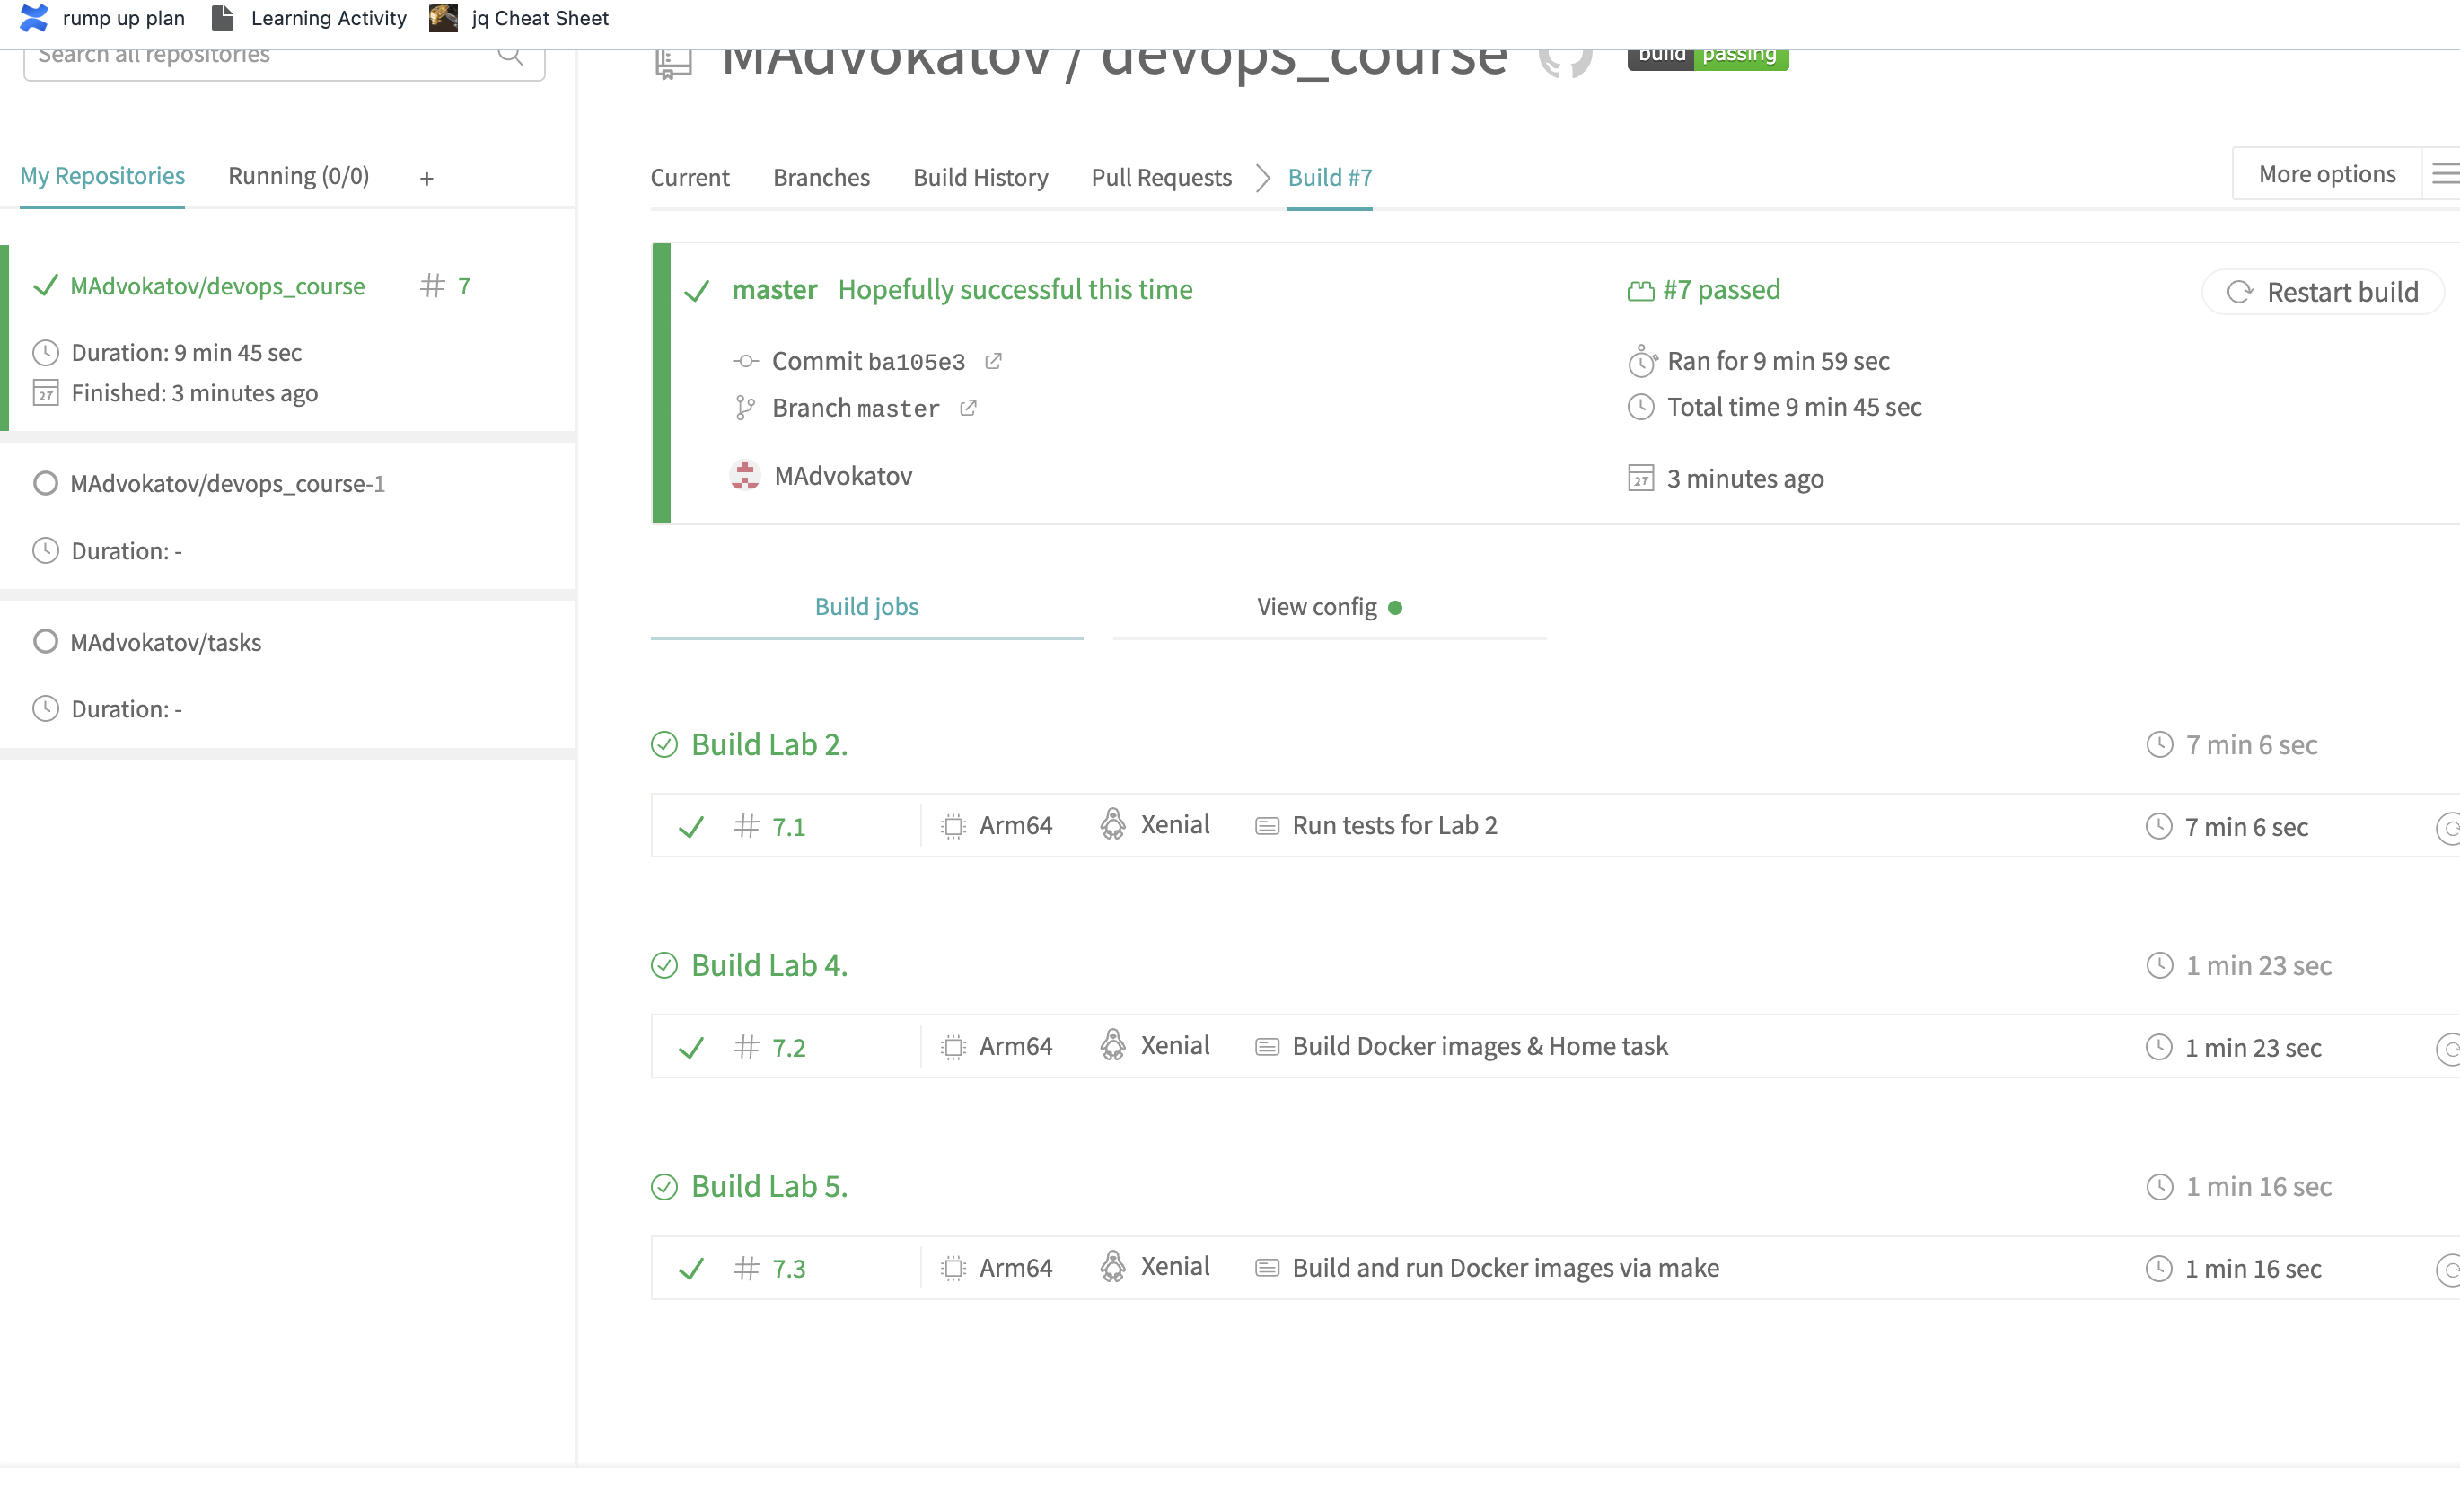 rump up plan Learning Activity jq Cheat Sheet
Search all repositories
MAdvokatov / devops_course build passing
My Repositories Running (0/0) +
Current Branches Build History Pull Requests Build #7 More options
MAdvokatov/devops_course # 7
Duration: 9 min 45 sec
Finished: 3 minutes ago
MAdvokatov/devops_course-1
Duration: -
MAdvokatov/tasks
Duration: -
master Hopefully successful this time #7 passed Restart build
Commit ba105e3 Ran for 9 min 59 sec
Branch master Total time 9 min 45 sec
MAdvokatov 27 3 minutes ago
Build jobs View config
Build Lab 2. 7 min 6 sec
# 7.1 Arm64 Xenial Run tests for Lab 2 7 min 6 sec
Build Lab 4. 1 min 23 sec
# 7.2 Arm64 Xenial Build Docker images & Home task 1 min 23 sec
Build Lab 5. 1 min 16 sec
# 7.3 Arm64 Xenial Build and run Docker images via make 1 min 16 sec